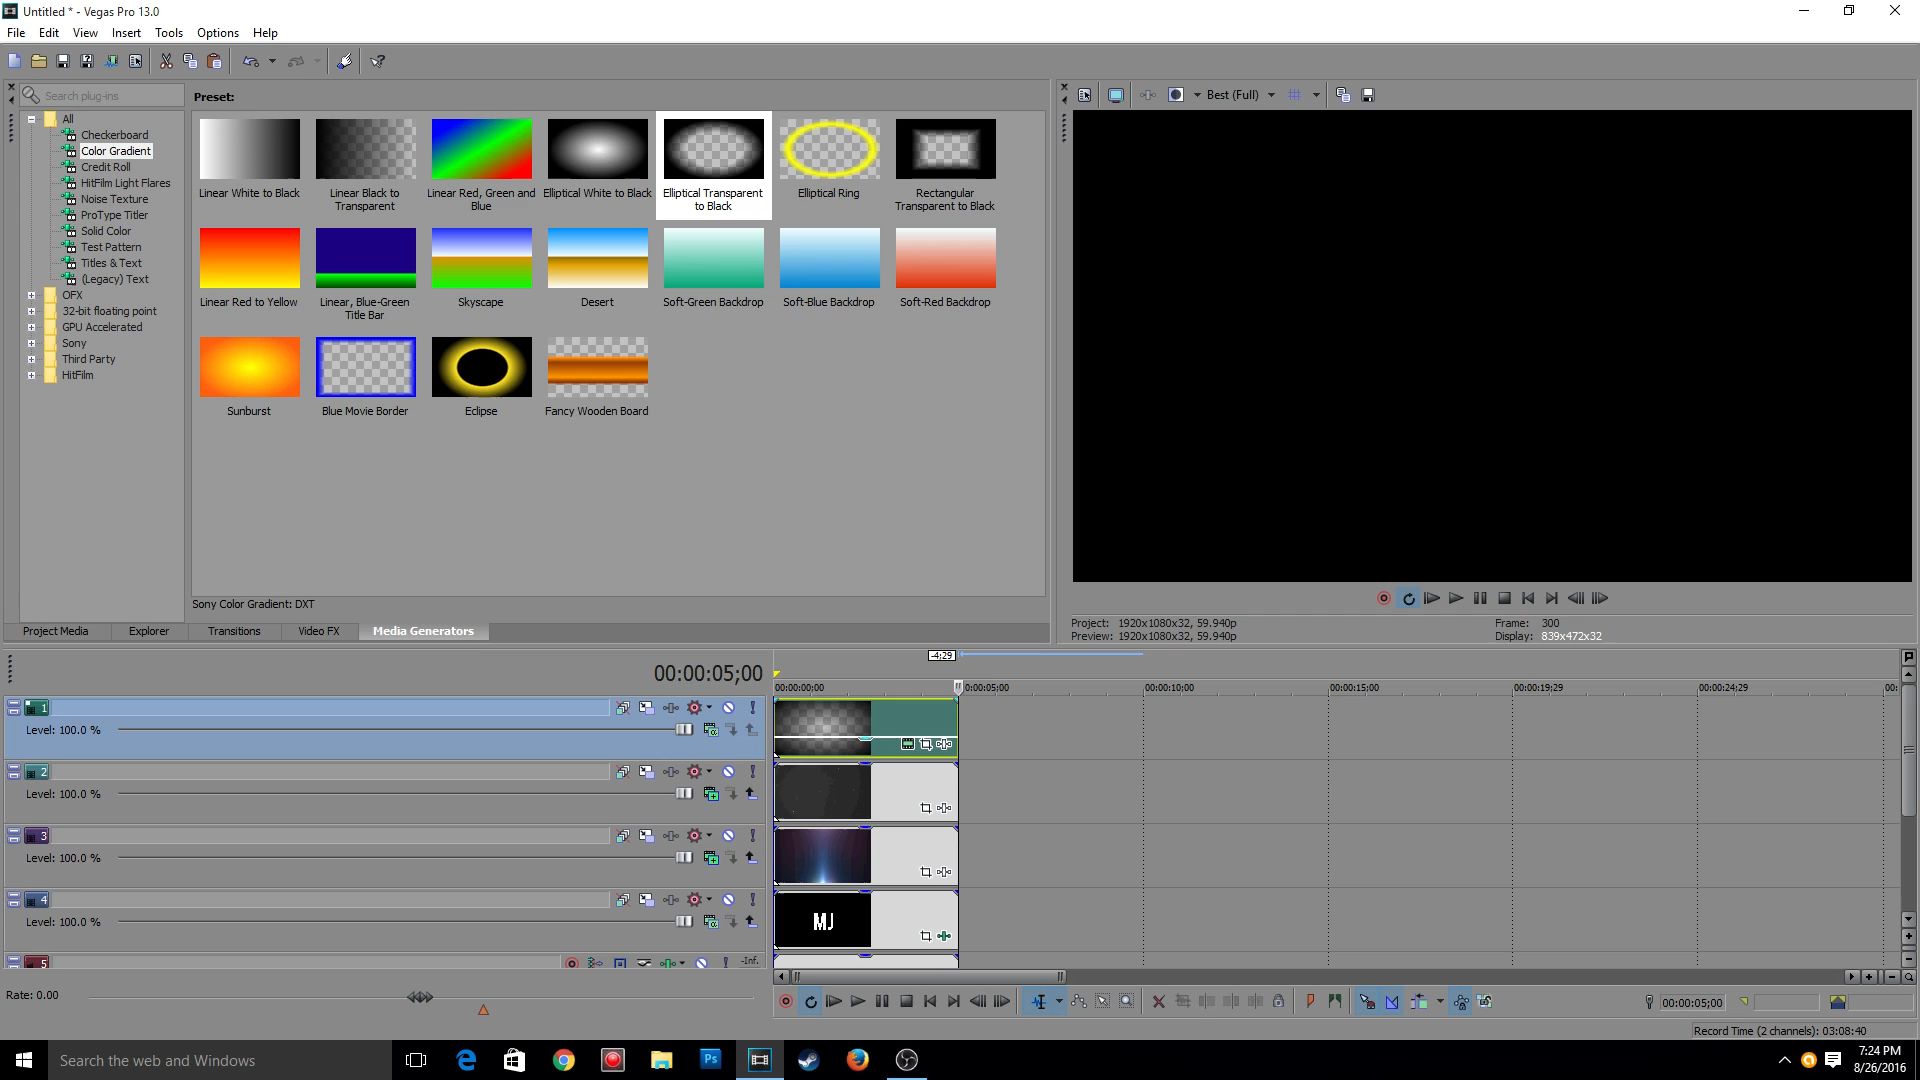 Untitled * - Vegas Pro 13.0
File Edit View Insert Tools Options Help
Search plug-ins
Preset:
All
Checkerboard
Color Gradient
Credit Roll
HitFilm Light Flares
Noise Texture
ProType Titler
Solid Color
Test Pattern
Titles & Text
(Legacy) Text
OFX
32-bit floating point
GPU Accelerated
Sony
Third Party
HitFilm
Linear White to Black
Linear Black to Transparent
Linear Red, Green and Blue
Elliptical White to Black
Elliptical Transparent to Black
Elliptical Ring
Rectangular Transparent to Black
Linear Red to Yellow
Linear, Blue-Green Title Bar
Skyscape
Desert
Soft-Green Backdrop
Soft-Blue Backdrop
Soft-Red Backdrop
Sunburst
Blue Movie Border
Eclipse
Fancy Wooden Board
Sony Color Gradient: DXT
Project Media Explorer Transitions Video FX Media Generators
Best (Full)
Project: 1920x1080x32, 59.940p
Preview: 1920x1080x32, 59.940p
Frame: 300
Display: 839x472x32
00:00:05;00
-4;29
00:00:00;00 0:00:05;00 00:00:10;00 00:00:15;00 00:00:19;29 00:00:24;29 00:
1
Level: 100.0 %
2
Level: 100.0 %
3
Level: 100.0 %
4
Level: 100.0 %
MJ
5
-Inf.
Rate: 0.00
00:00:05;00
Record Time (2 channels): 03:08:40
Search the web and Windows
Ps
7:24 PM
8/26/2016